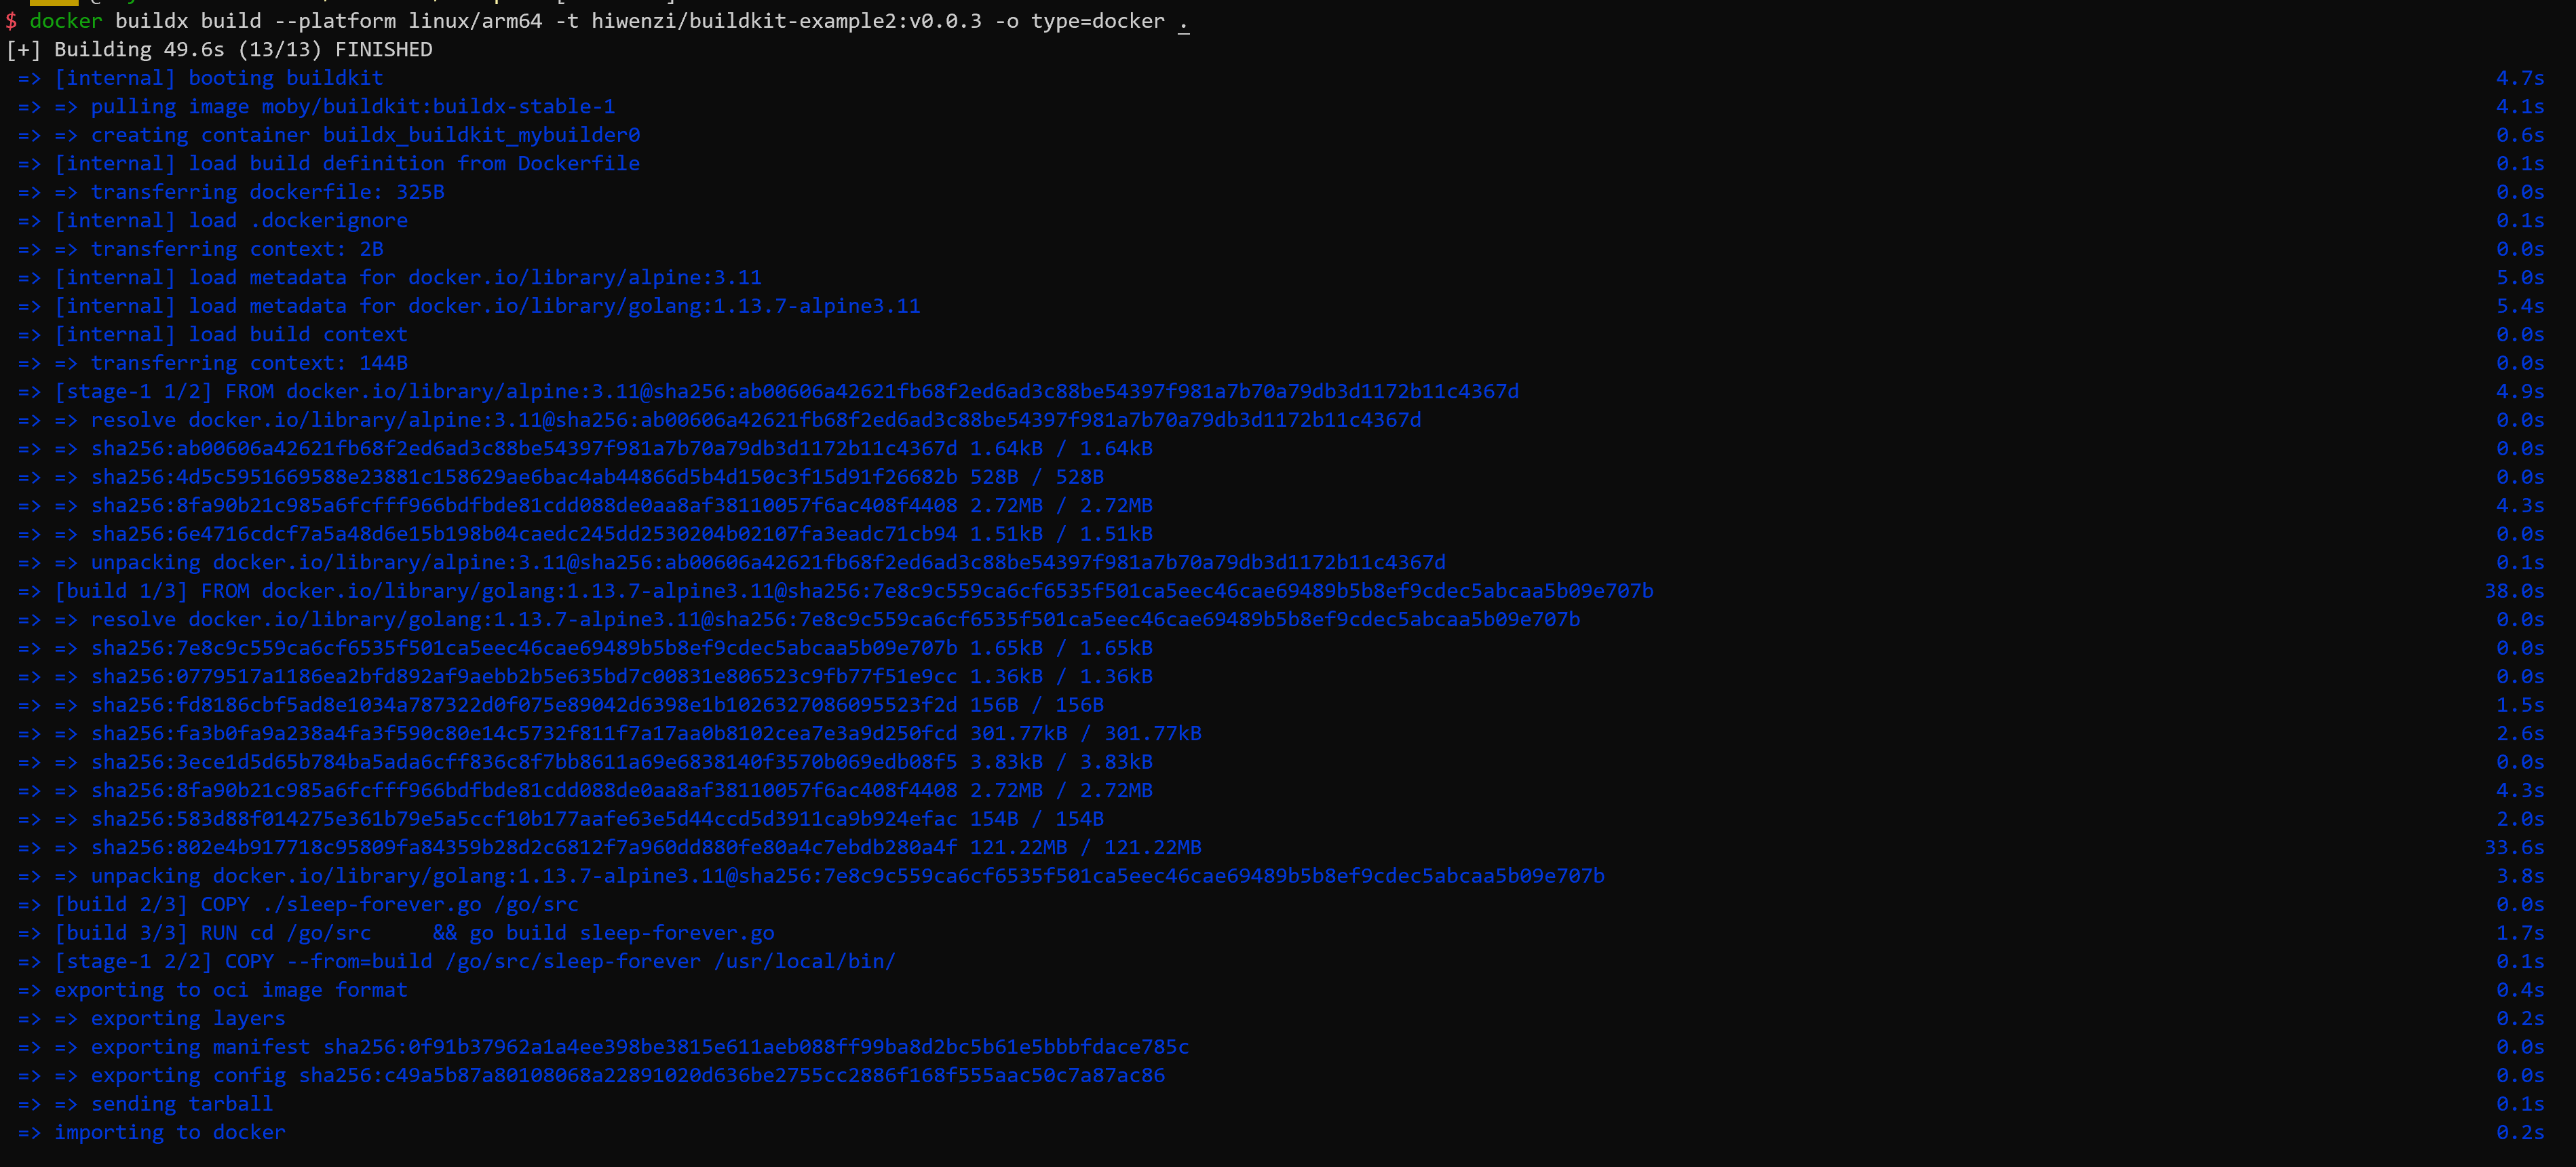 $ docker buildx build --platform linux/arm64 -t hiwenzi/buildkit-example2:v0.0.3 -o type=docker .
[+] Building 49.6s (13/13) FINISHED
=> [internal] booting buildkit 4.7s
=> => pulling image moby/buildkit:buildx-stable-1 4.1s
=> => creating container buildx_buildkit_mybuilder0 0.6s
=> [internal] load build definition from Dockerfile 0.1s
=> => transferring dockerfile: 325B 0.0s
=> [internal] load .dockerignore 0.1s
=> => transferring context: 2B 0.0s
=> [internal] load metadata for docker.io/library/alpine:3.11 5.0s
=> [internal] load metadata for docker.io/library/golang:1.13.7-alpine3.11 5.4s
=> [internal] load build context 0.0s
=> => transferring context: 144B 0.0s
=> [stage-1 1/2] FROM docker.io/library/alpine:3.11@sha256:ab00606a42621fb68f2ed6ad3c88be54397f981a7b70a79db3d1172b11c4367d 4.9s
=> => resolve docker.io/library/alpine:3.11@sha256:ab00606a42621fb68f2ed6ad3c88be54397f981a7b70a79db3d1172b11c4367d 0.0s
=> => sha256:ab00606a42621fb68f2ed6ad3c88be54397f981a7b70a79db3d1172b11c4367d 1.64kB / 1.64kB 0.0s
=> => sha256:4d5c5951669588e23881c158629ae6bac4ab44866d5b4d150c3f15d91f26682b 528B / 528B 0.0s
=> => sha256:8fa90b21c985a6fcfff966bdfbde81cdd088de0aa8af38110057f6ac408f4408 2.72MB / 2.72MB 4.3s
=> => sha256:6e4716cdcf7a5a48d6e15b198b04caedc245dd2530204b02107fa3eadc71cb94 1.51kB / 1.51kB 0.0s
=> => unpacking docker.io/library/alpine:3.11@sha256:ab00606a42621fb68f2ed6ad3c88be54397f981a7b70a79db3d1172b11c4367d 0.1s
=> [build 1/3] FROM docker.io/library/golang:1.13.7-alpine3.11@sha256:7e8c9c559ca6cf6535f501ca5eec46cae69489b5b8ef9cdec5abcaa5b09e707b 38.0s
=> => resolve docker.io/library/golang:1.13.7-alpine3.11@sha256:7e8c9c559ca6cf6535f501ca5eec46cae69489b5b8ef9cdec5abcaa5b09e707b 0.0s
=> => sha256:7e8c9c559ca6cf6535f501ca5eec46cae69489b5b8ef9cdec5abcaa5b09e707b 1.65kB / 1.65kB 0.0s
=> => sha256:0779517a1186ea2bfd892af9aebb2b5e635bd7c00831e806523c9fb77f51e9cc 1.36kB / 1.36kB 0.0s
=> => sha256:fd8186cbf5ad8e1034a787322d0f075e89042d6398e1b1026327086095523f2d 156B / 156B 1.5s
=> => sha256:fa3b0fa9a238a4fa3f590c80e14c5732f811f7a17aa0b8102cea7e3a9d250fcd 301.77kB / 301.77kB 2.6s
=> => sha256:3ece1d5d65b784ba5ada6cff836c8f7bb8611a69e6838140f3570b069edb08f5 3.83kB / 3.83kB 0.0s
=> => sha256:8fa90b21c985a6fcfff966bdfbde81cdd088de0aa8af38110057f6ac408f4408 2.72MB / 2.72MB 4.3s
=> => sha256:583d88f014275e361b79e5a5ccf10b177aafe63e5d44ccd5d3911ca9b924efac 154B / 154B 2.0s
=> => sha256:802e4b917718c95809fa84359b28d2c6812f7a960dd880fe80a4c7ebdb280a4f 121.22MB / 121.22MB 33.6s
=> => unpacking docker.io/library/golang:1.13.7-alpine3.11@sha256:7e8c9c559ca6cf6535f501ca5eec46cae69489b5b8ef9cdec5abcaa5b09e707b 3.8s
=> [build 2/3] COPY ./sleep-forever.go /go/src 0.0s
=> [build 3/3] RUN cd /go/src     && go build sleep-forever.go 1.7s
=> [stage-1 2/2] COPY --from=build /go/src/sleep-forever /usr/local/bin/ 0.1s
=> exporting to oci image format 0.4s
=> => exporting layers 0.2s
=> => exporting manifest sha256:0f91b37962a1a4ee398be3815e611aeb088ff99ba8d2bc5b61e5bbbfdace785c 0.0s
=> => exporting config sha256:c49a5b87a80108068a22891020d636be2755cc2886f168f555aac50c7a87ac86 0.0s
=> => sending tarball 0.1s
=> importing to docker 0.2s